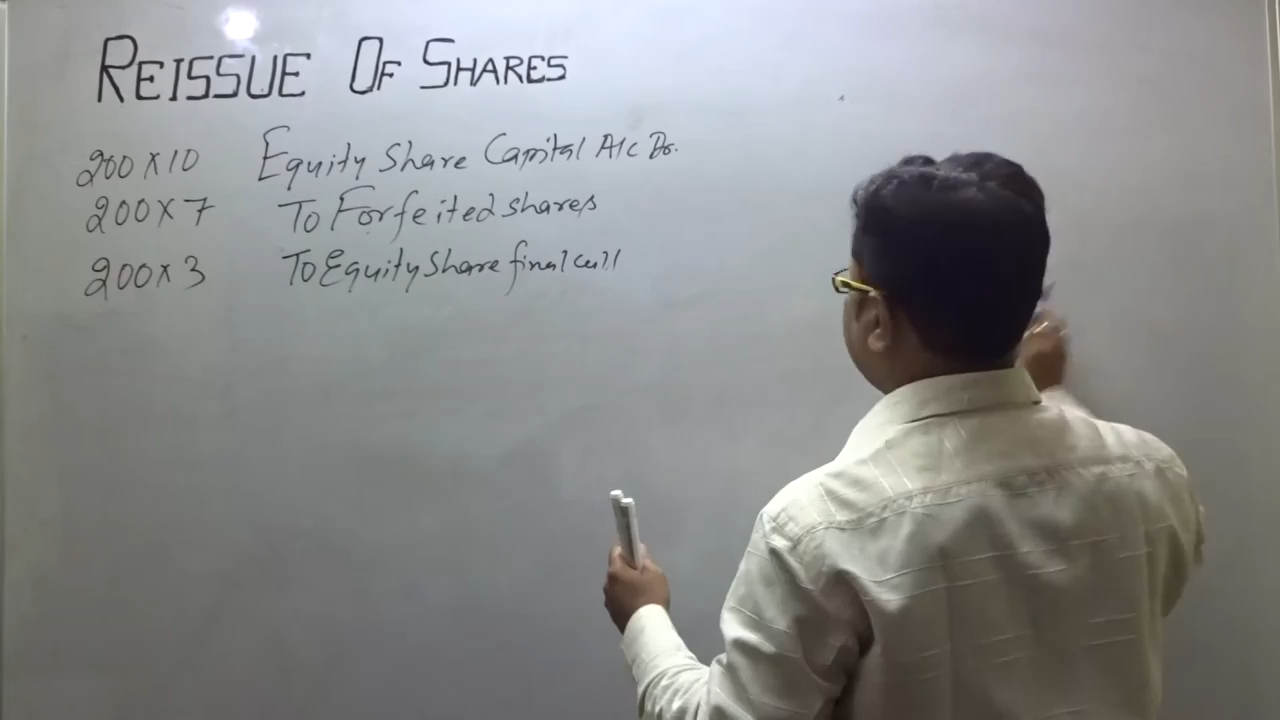 REISSUE OF SHARES
200 X 10 Equity Share Capital A/c Dr.
200 X 7 To Forfeited shares
200 X 3 To Equity Share final call